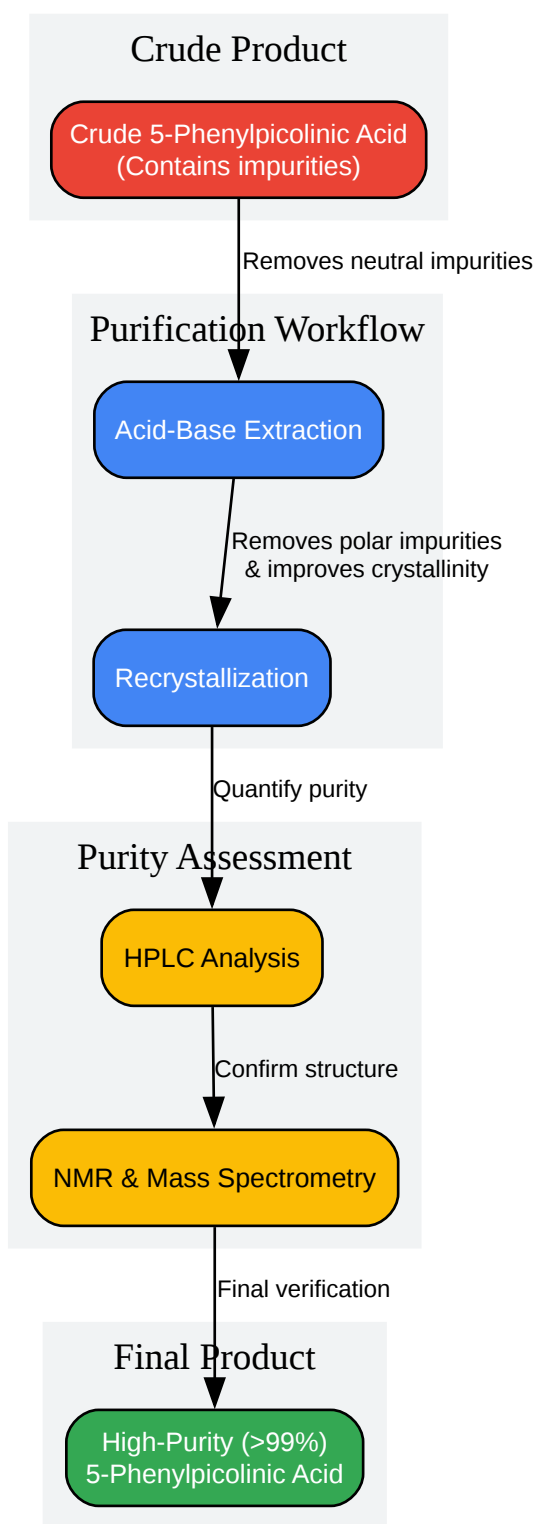 Crude Product
Crude 5-Phenylpicolinic Acid
(Contains impurities)
Removes neutral impurities
Purification Workflow
Acid-Base Extraction
Removes polar impurities
& improves crystallinity
Recrystallization
Quantify purity
Purity Assessment
HPLC Analysis
Confirm structure
NMR & Mass Spectrometry
Final verification
Final Product
High-Purity (>99%)
5-Phenylpicolinic Acid